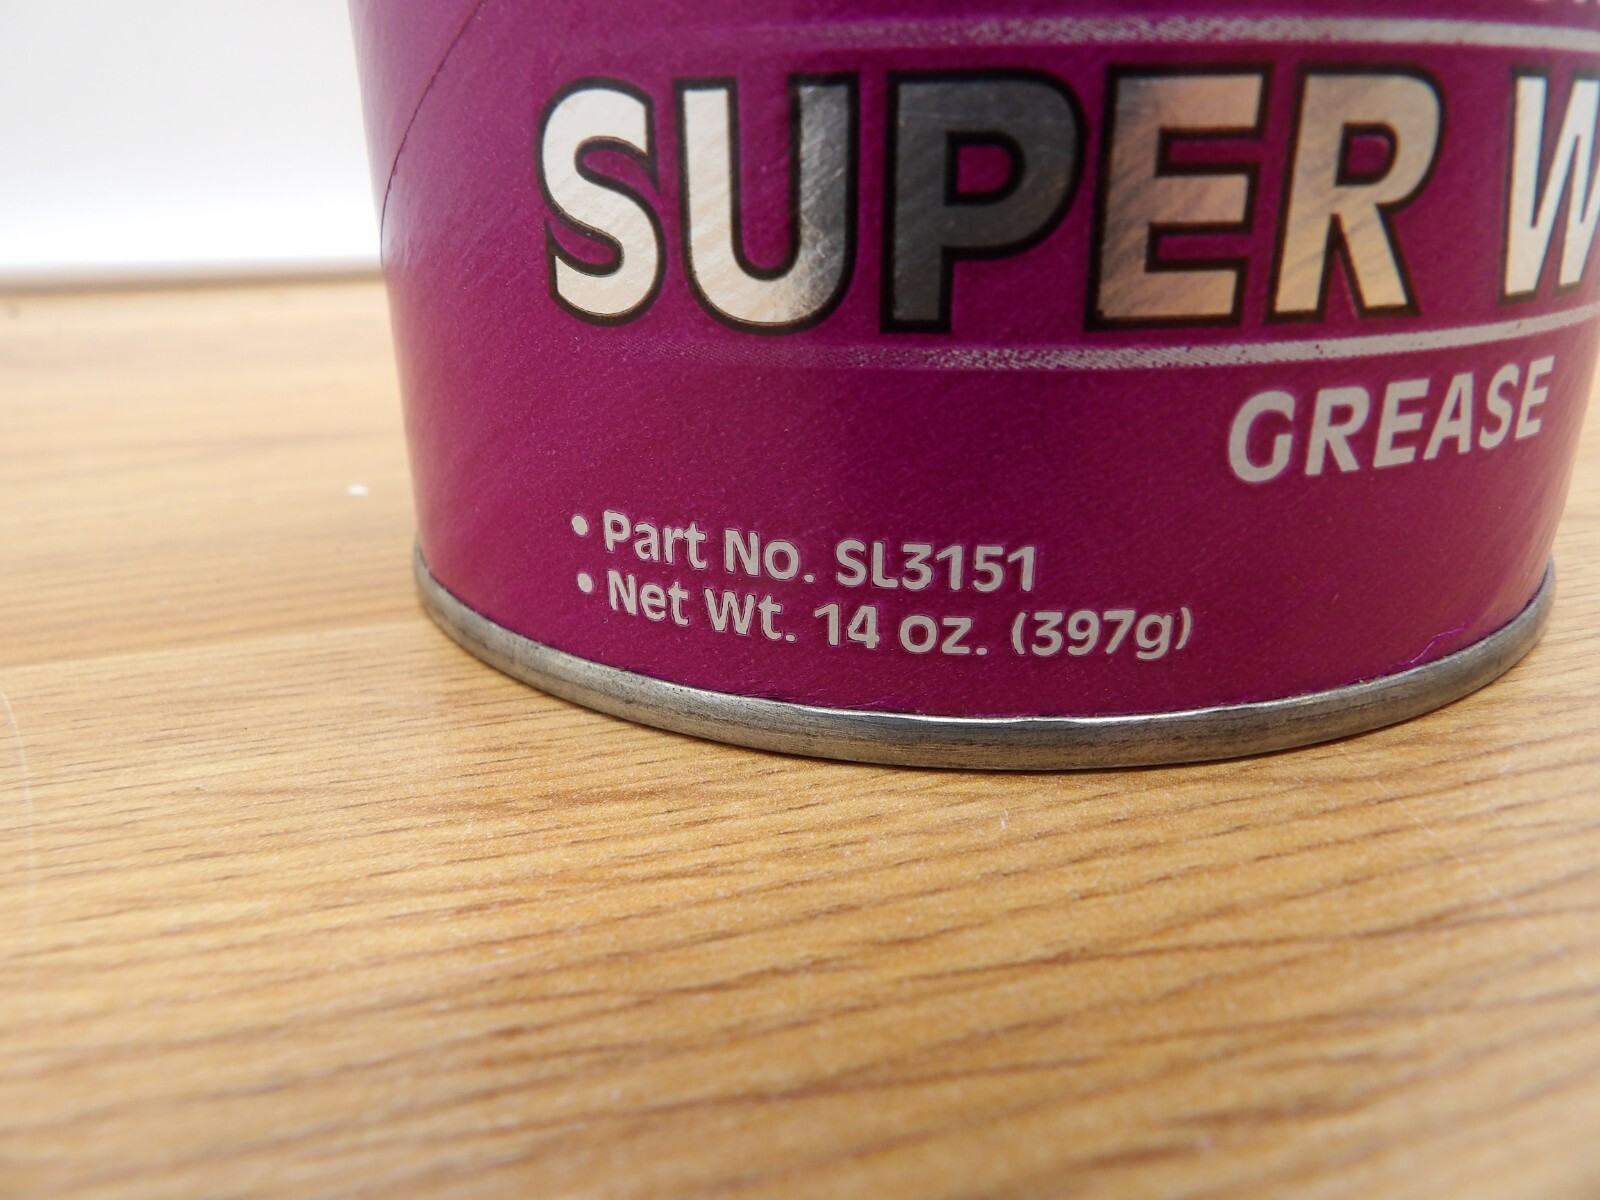 SUPER W
GREASE
• Part No. SL3151
• Net Wt. 14 oz. (397g)